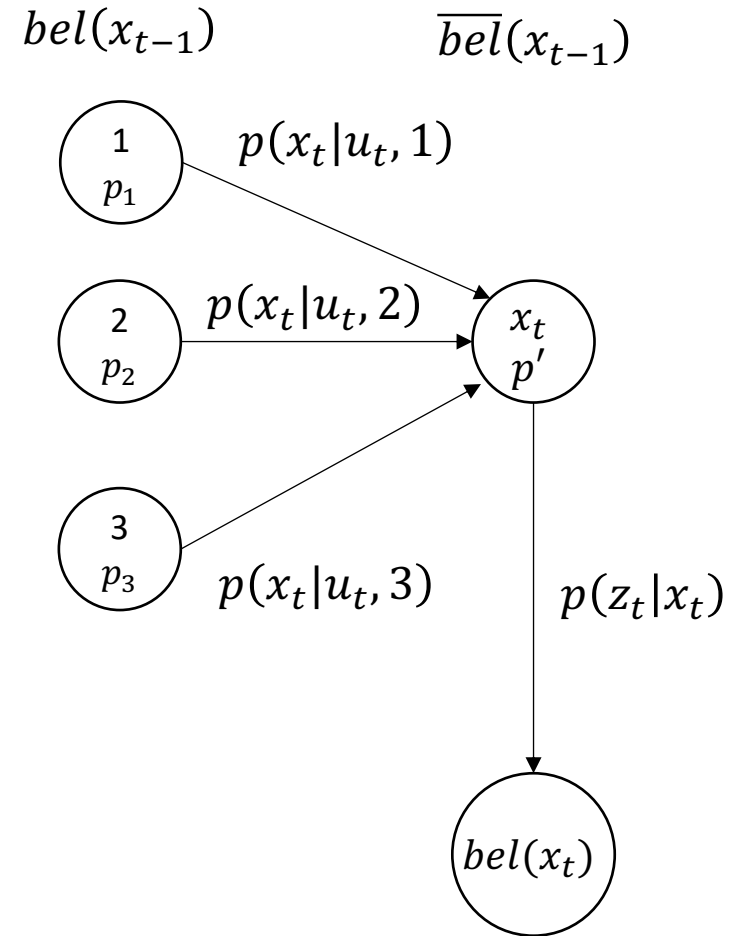 $bel(x_{t-1})$
$\overline{bel}(x_{t-1})$
1
$p_1$
$p(x_t|u_t, 1)$
2
$p_2$
$p(x_t|u_t, 2)$
$x_t$
$p'$
3
$p_3$
$p(x_t|u_t, 3)$
$p(z_t|x_t)$
$bel(x_t)$